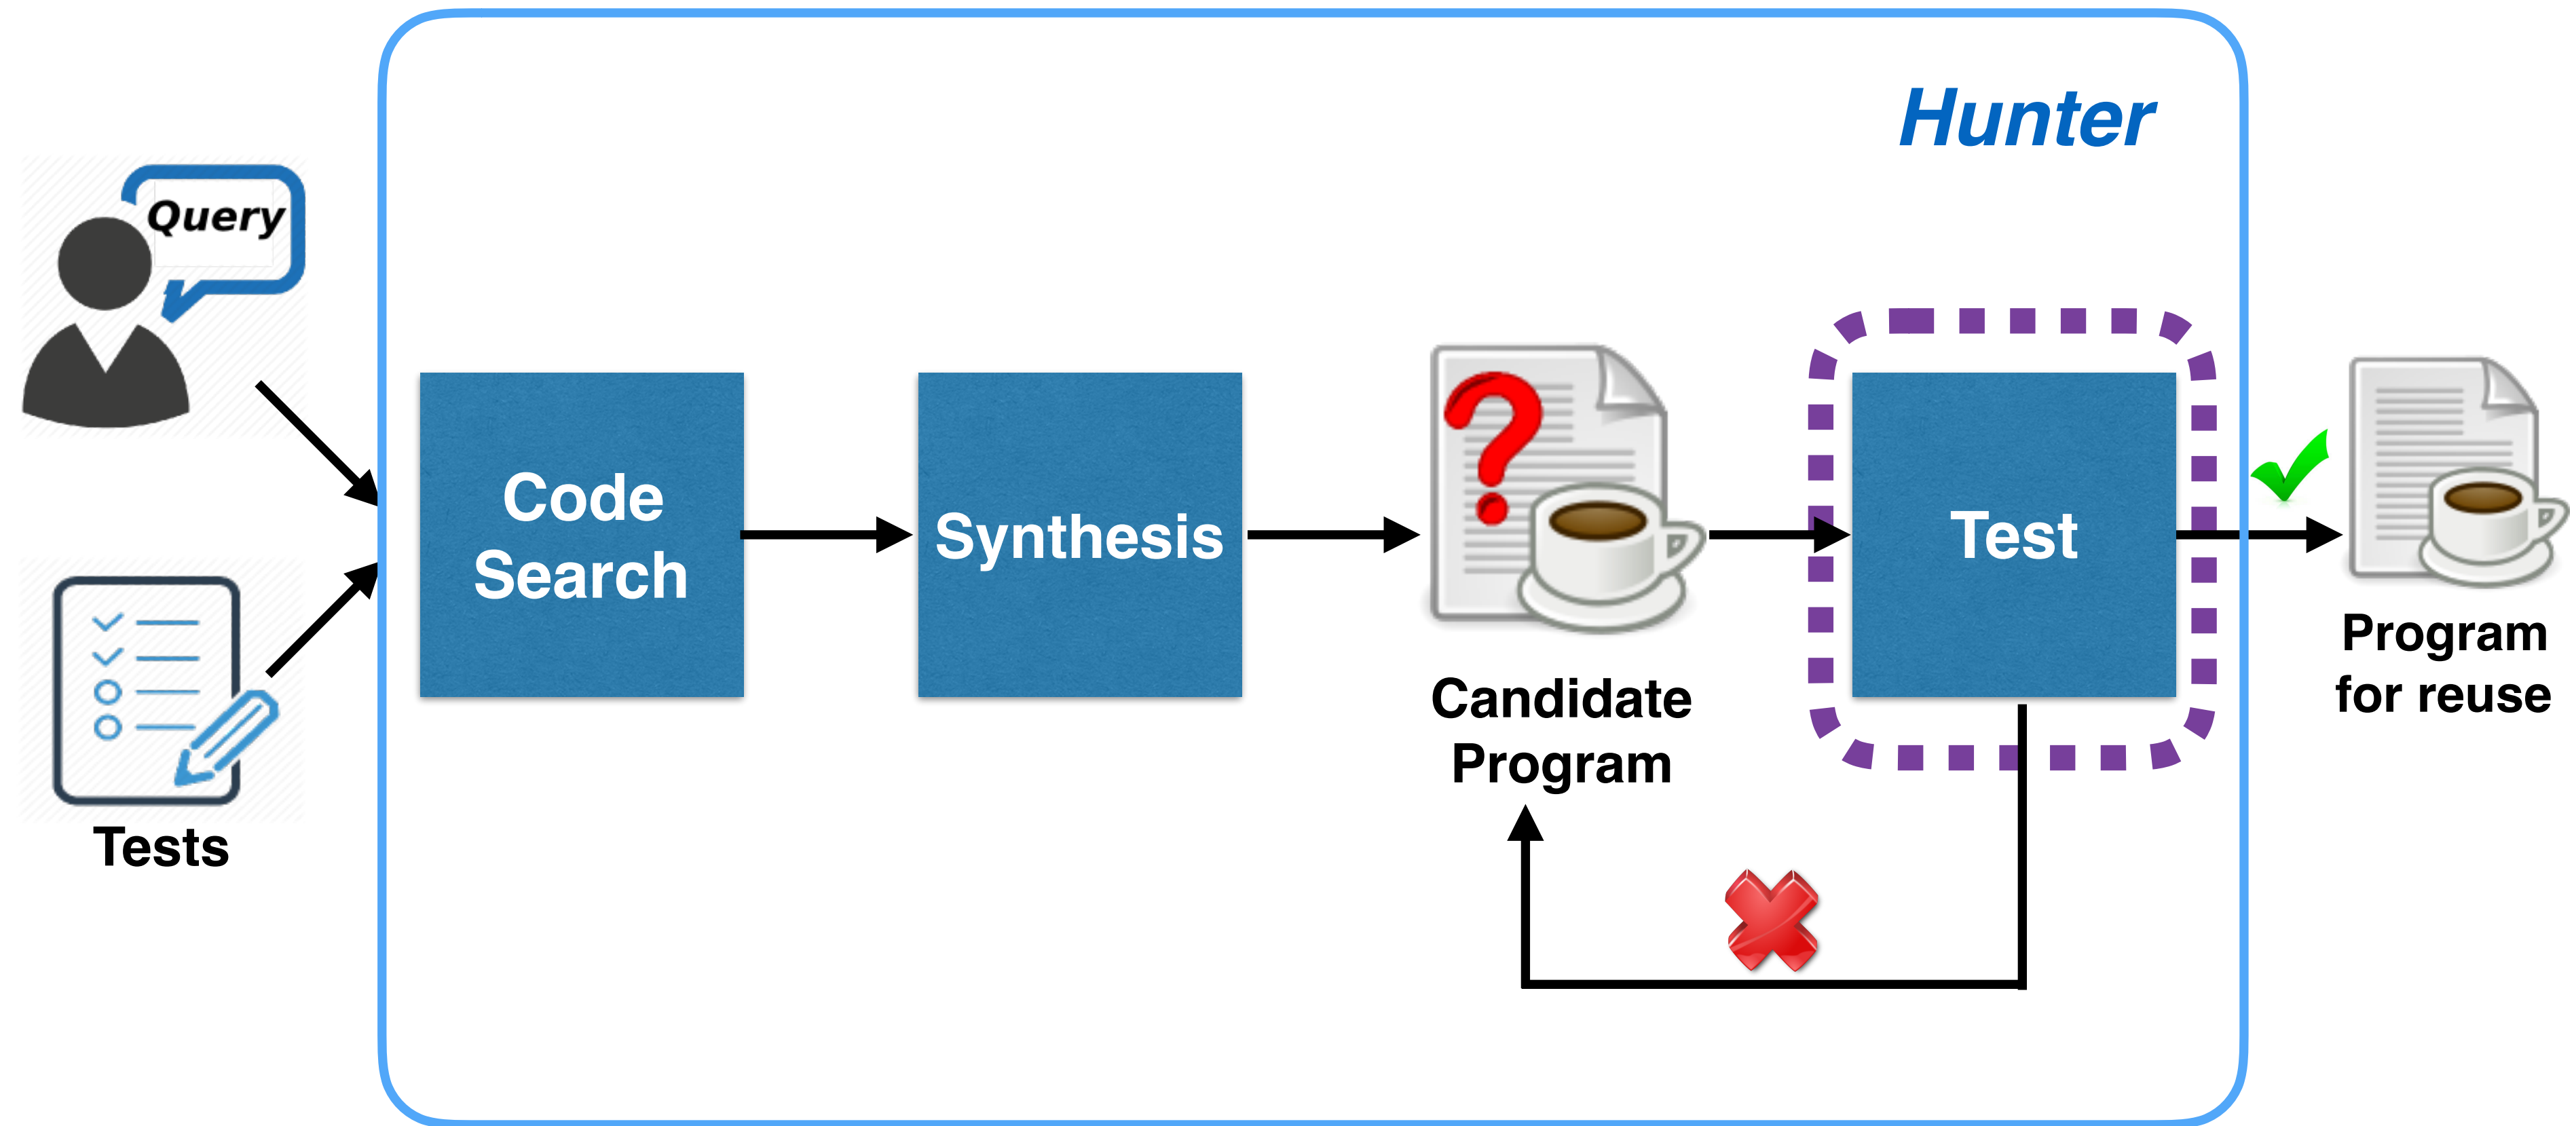 Hunter
Query
Code
Search
Synthesis
Test
Candidate
Program
Program
for reuse
Tests